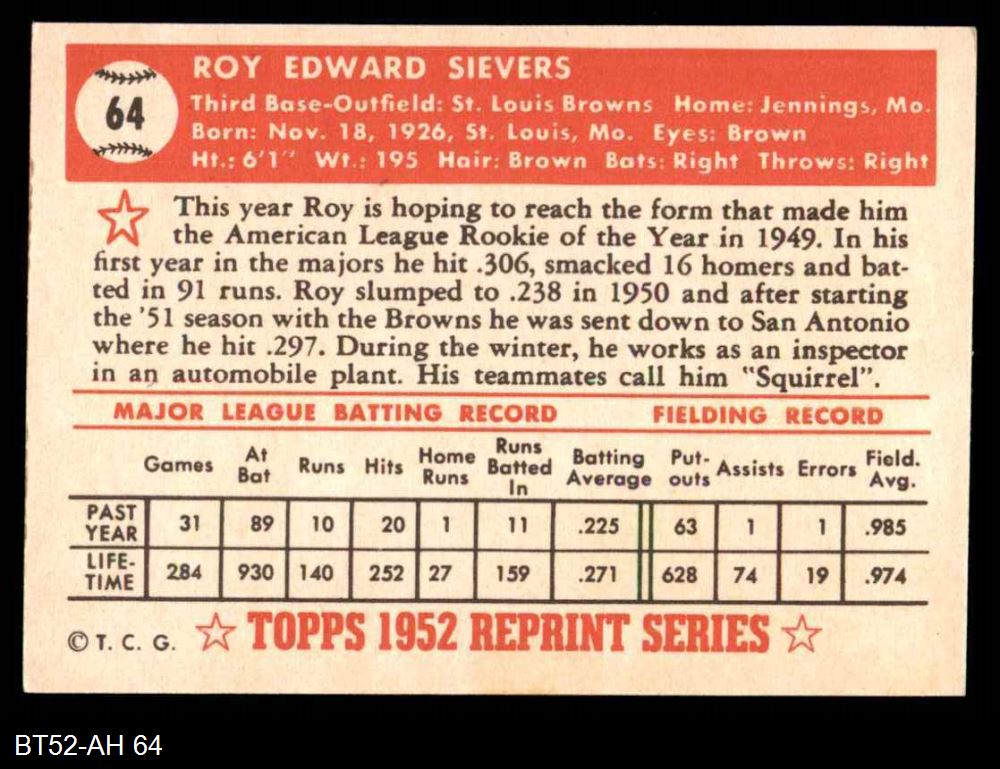 64
ROY EDWARD SIEVERS
Third Base-Outfield: St. Louis Browns Home: Jennings, Mo.
Born: Nov. 18, 1926, St. Louis, Mo. Eyes: Brown
Ht.: 6'1" Wt.: 195 Hair: Brown Bats: Right Throws: Right
This year Roy is hoping to reach the form that made him
the American League Rookie of the Year in 1949. In his
first year in the majors he hit .306, smacked 16 homers and bat-
ted in 91 runs. Roy slumped to .238 in 1950 and after starting
the '51 season with the Browns he was sent down to San Antonio
where he hit .297. During the winter, he works as an inspector
in an automobile plant. His teammates call him "Squirrel".
MAJOR LEAGUE BATTING RECORD FIELDING RECORD
Games At Bat Runs Hits Home Runs Runs Batted In Batting Average Put-outs Assists Errors Field. Avg.
PAST YEAR 31 89 10 20 1 11 .225 63 1 1 .985
LIFE-TIME 284 930 140 252 27 159 .271 628 74 19 .974
© T. C. G. TOPPS 1952 REPRINT SERIES
BT52-AH 64